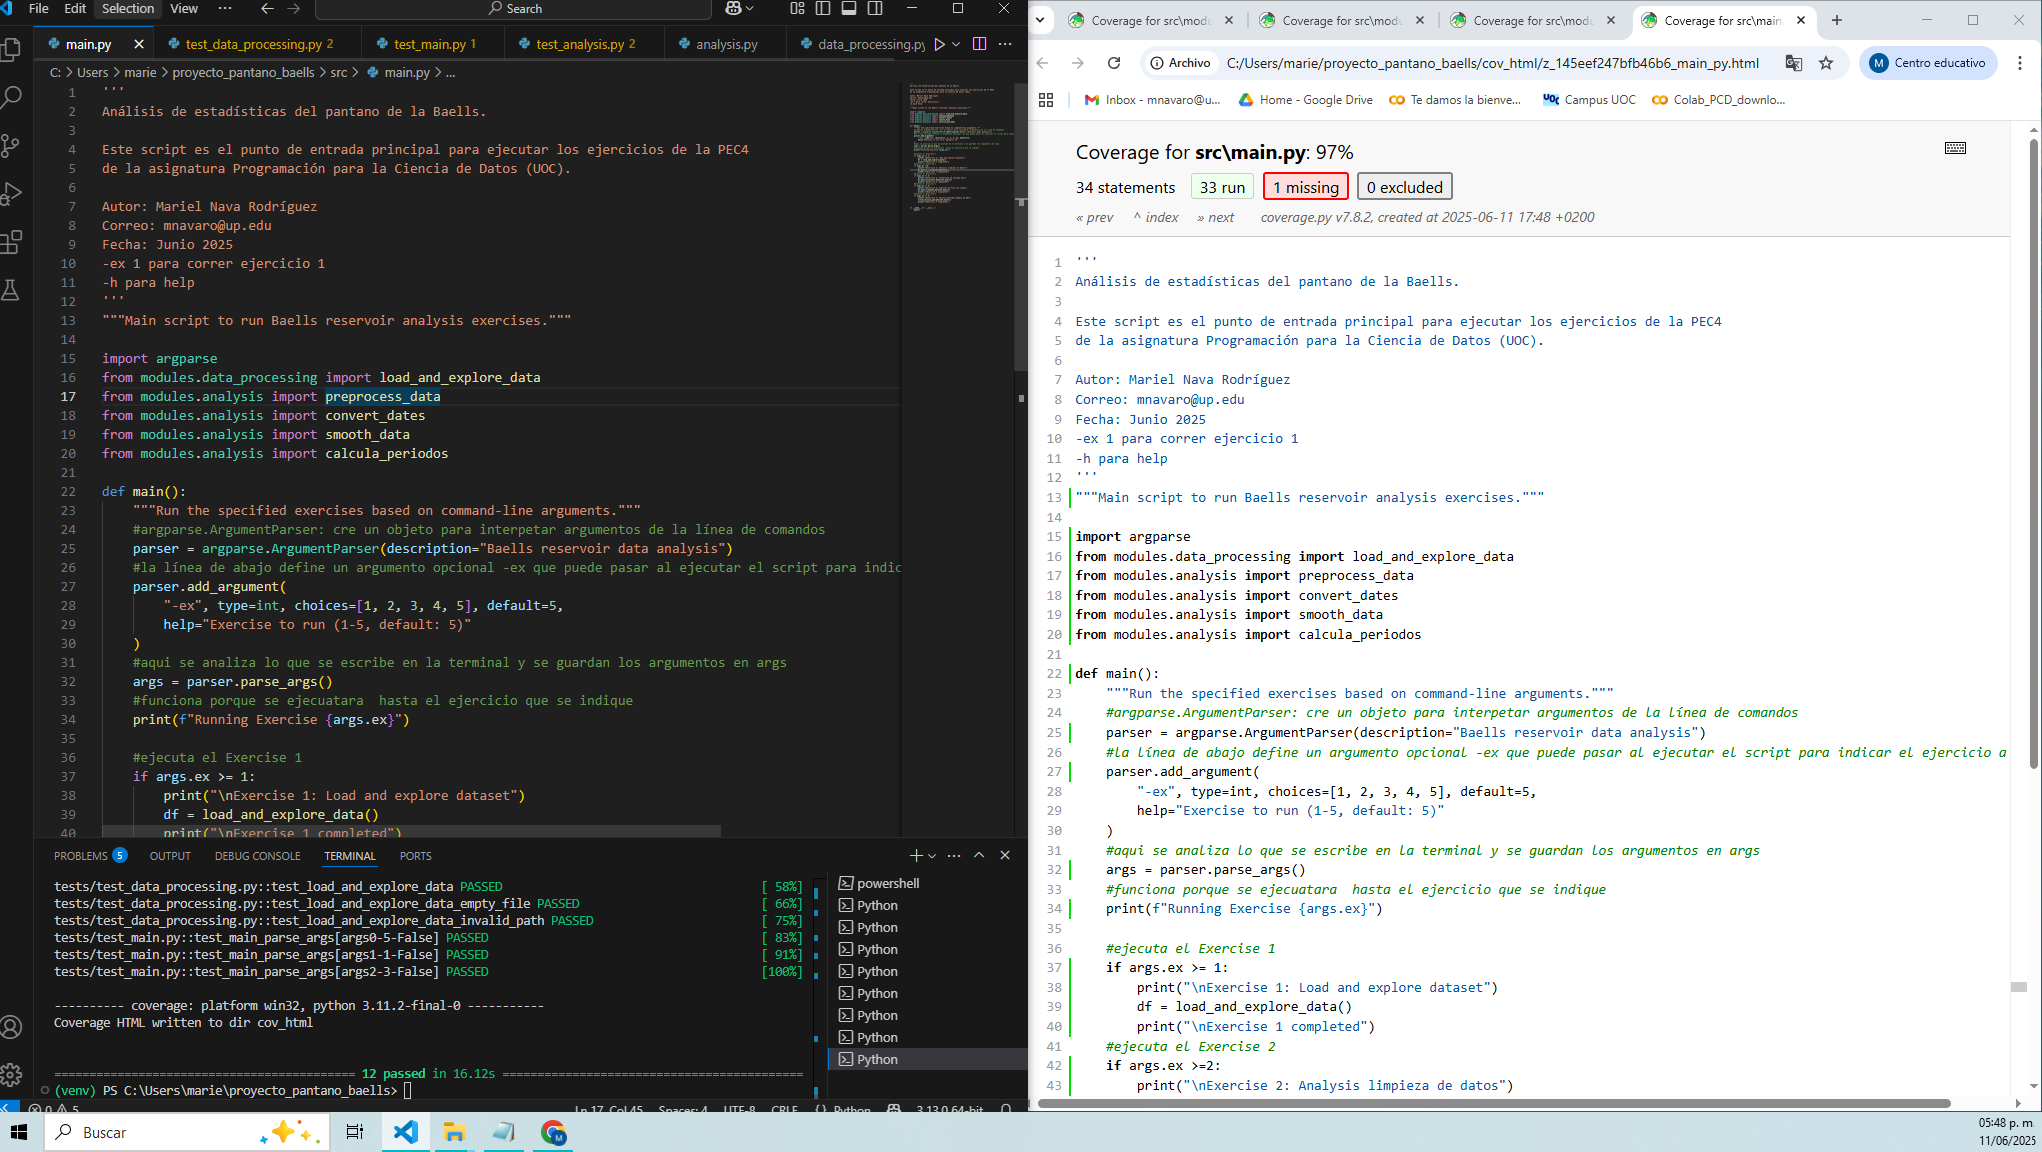 File Edit Selection View ··· Search
main.py test_data_processing.py 2 test_main.py 1 test_analysis.py 2 analysis.py data_processing.py
C: > Users > marie > proyecto_pantano_baells > src > main.py > ...
1 '''
2 Análisis de estadísticas del pantano de la Baells.
3
4 Este script es el punto de entrada principal para ejecutar los ejercicios de la PEC4
5 de la asignatura Programación para la Ciencia de Datos (UOC).
6
7 Autor: Mariel Nava Rodríguez
8 Correo: mnavaro@up.edu
9 Fecha: Junio 2025
10 -ex 1 para correr ejercicio 1
11 -h para help
12 '''
13 """Main script to run Baells reservoir analysis exercises."""
14
15 import argparse
16 from modules.data_processing import load_and_explore_data
17 from modules.analysis import preprocess_data
18 from modules.analysis import convert_dates
19 from modules.analysis import smooth_data
20 from modules.analysis import calcula_periodos
21
22 def main():
23 """Run the specified exercises based on command-line arguments."""
24 #argparse.ArgumentParser: cre un objeto para interpetar argumentos de la línea de comandos
25 parser = argparse.ArgumentParser(description="Baells reservoir data analysis")
26 #la línea de abajo define un argumento opcional -ex que puede pasar al ejecutar el script para indic
27 parser.add_argument(
28 "-ex", type=int, choices=[1, 2, 3, 4, 5], default=5,
29 help="Exercise to run (1-5, default: 5)"
30 )
31 #aqui se analiza lo que se escribe en la terminal y se guardan los argumentos en args
32 args = parser.parse_args()
33 #funciona porque se ejecuatara  hasta el ejercicio que se indique
34 print(f"Running Exercise {args.ex}")
35
36 #ejecuta el Exercise 1
37 if args.ex >= 1:
38 print("\nExercise 1: Load and explore dataset")
39 df = load_and_explore_data()
40 print("\nExercise 1 completed")
PROBLEMS 5 OUTPUT DEBUG CONSOLE TERMINAL PORTS
tests/test_data_processing.py::test_load_and_explore_data PASSED [ 58%]
tests/test_data_processing.py::test_load_and_explore_data_empty_file PASSED [ 66%]
tests/test_data_processing.py::test_load_and_explore_data_invalid_path PASSED [ 75%]
tests/test_main.py::test_main_parse_args[args0-5-False] PASSED [ 83%]
tests/test_main.py::test_main_parse_args[args1-1-False] PASSED [ 91%]
tests/test_main.py::test_main_parse_args[args2-3-False] PASSED [100%]
---------- coverage: platform win32, python 3.11.2-final-0 -----------
Coverage HTML written to dir cov_html
======================================== 12 passed in 16.12s ========================================
(venv) PS C:\Users\marie\proyecto_pantano_baells>
powershell
Python
Python
Python
Python
Python
Python
Python
Python
0 5 Ln 17, Col 45 Spaces: 4 UTF-8 CRLF {} Python 3.13.0 64-bit
Coverage for src\modu Coverage for src\modu Coverage for src\modu Coverage for src\main.
Archivo C:/Users/marie/proyecto_pantano_baells/cov_html/z_145eef247bfb46b6_main_py.html M Centro educativo
Inbox - mnavaro@u... Home - Google Drive Te damos la bienve... UOC Campus UOC Colab_PCD_downlo...
Coverage for src\main.py: 97%
34 statements 33 run 1 missing 0 excluded
« prev ^ index » next coverage.py v7.8.2, created at 2025-06-11 17:48 +0200
1 '''
2 Análisis de estadísticas del pantano de la Baells.
3
4 Este script es el punto de entrada principal para ejecutar los ejercicios de la PEC4
5 de la asignatura Programación para la Ciencia de Datos (UOC).
6
7 Autor: Mariel Nava Rodríguez
8 Correo: mnavaro@up.edu
9 Fecha: Junio 2025
10 -ex 1 para correr ejercicio 1
11 -h para help
12 '''
13 """Main script to run Baells reservoir analysis exercises."""
14
15 import argparse
16 from modules.data_processing import load_and_explore_data
17 from modules.analysis import preprocess_data
18 from modules.analysis import convert_dates
19 from modules.analysis import smooth_data
20 from modules.analysis import calcula_periodos
21
22 def main():
23 """Run the specified exercises based on command-line arguments."""
24 #argparse.ArgumentParser: cre un objeto para interpetar argumentos de la línea de comandos
25 parser = argparse.ArgumentParser(description="Baells reservoir data analysis")
26 #la línea de abajo define un argumento opcional -ex que puede pasar al ejecutar el script para indicar el ejercicio a
27 parser.add_argument(
28 "-ex", type=int, choices=[1, 2, 3, 4, 5], default=5,
29 help="Exercise to run (1-5, default: 5)"
30 )
31 #aqui se analiza lo que se escribe en la terminal y se guardan los argumentos en args
32 args = parser.parse_args()
33 #funciona porque se ejecuatara  hasta el ejercicio que se indique
34 print(f"Running Exercise {args.ex}")
35
36 #ejecuta el Exercise 1
37 if args.ex >= 1:
38 print("\nExercise 1: Load and explore dataset")
39 df = load_and_explore_data()
40 print("\nExercise 1 completed")
41 #ejecuta el Exercise 2
42 if args.ex >=2:
43 print("\nExercise 2: Analysis limpieza de datos")
Buscar
05:48 p. m.
11/06/2025